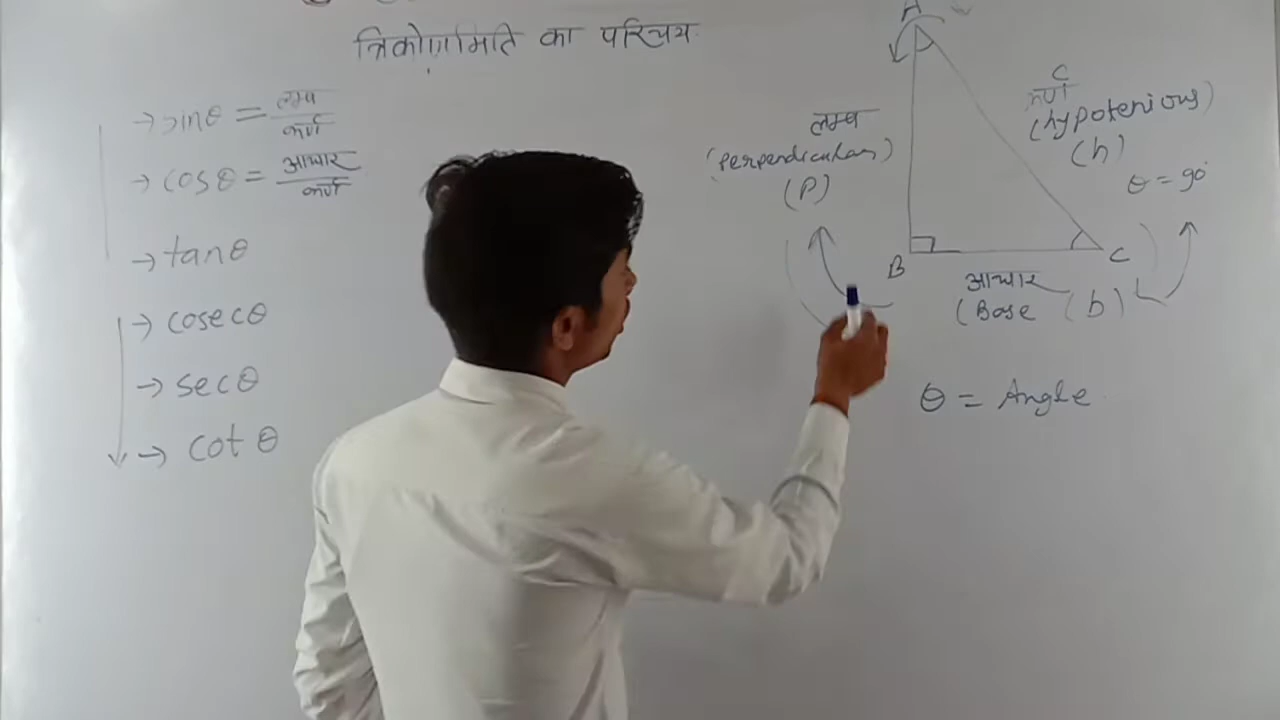 त्रिकोणमिति का परिचय
→ sinθ = लम्ब / कर्ण
→ cosθ = आधार / कर्ण
→ tanθ
→ cosecθ
→ secθ
→ cot θ
A
लम्ब
(perpendicular)
(P)
कर्ण
(hypotenious)
(h)
θ = 90°
B
C
आधार
(Base (b)
θ = Angle